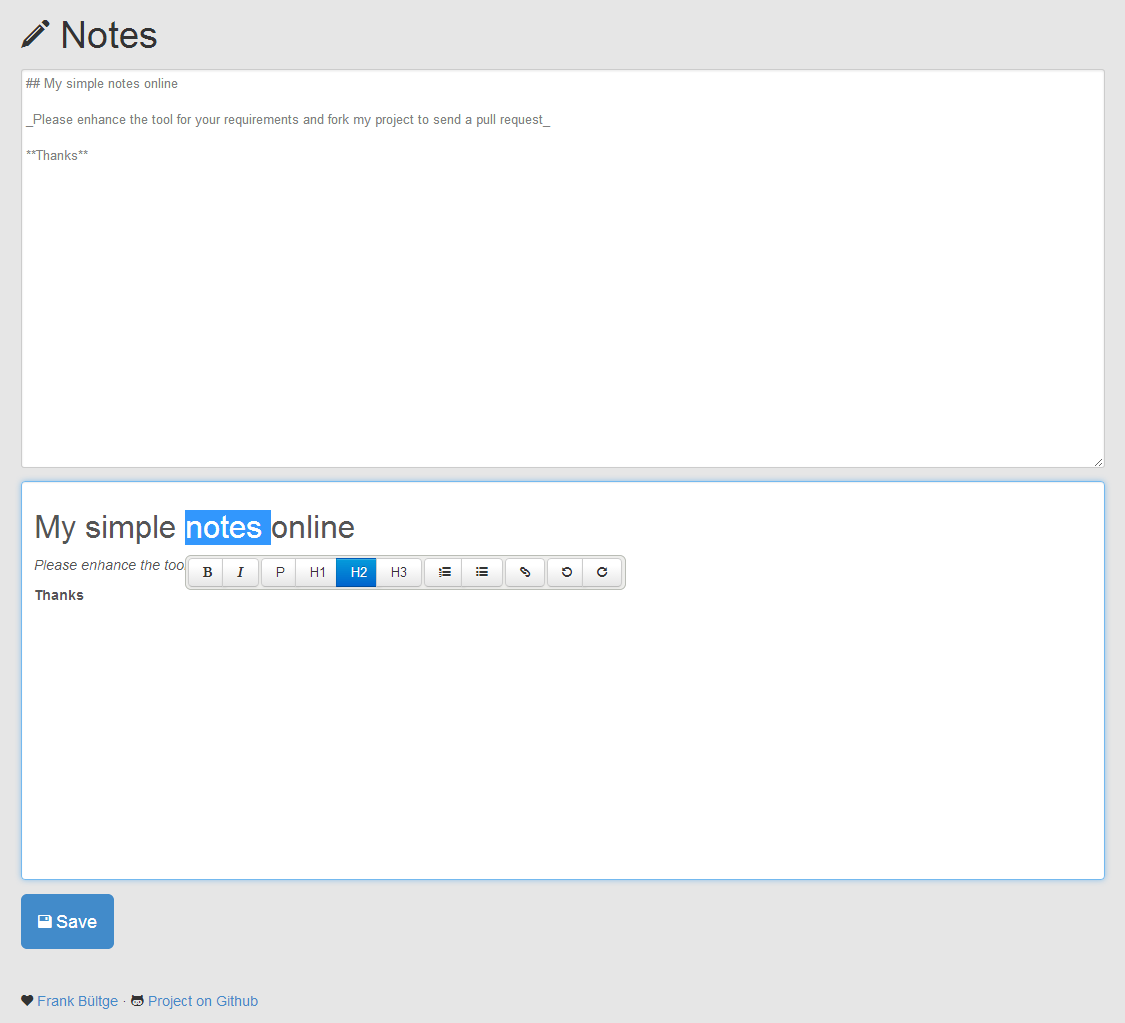 Notes
## My simple notes online
_Please enhance the tool for your requirements and fork my project to send a pull request_
**Thanks**
My simple notes online
Please enhance the too
B I P H1 H2 H3
Thanks
Save
Frank Bültge · Project on Github